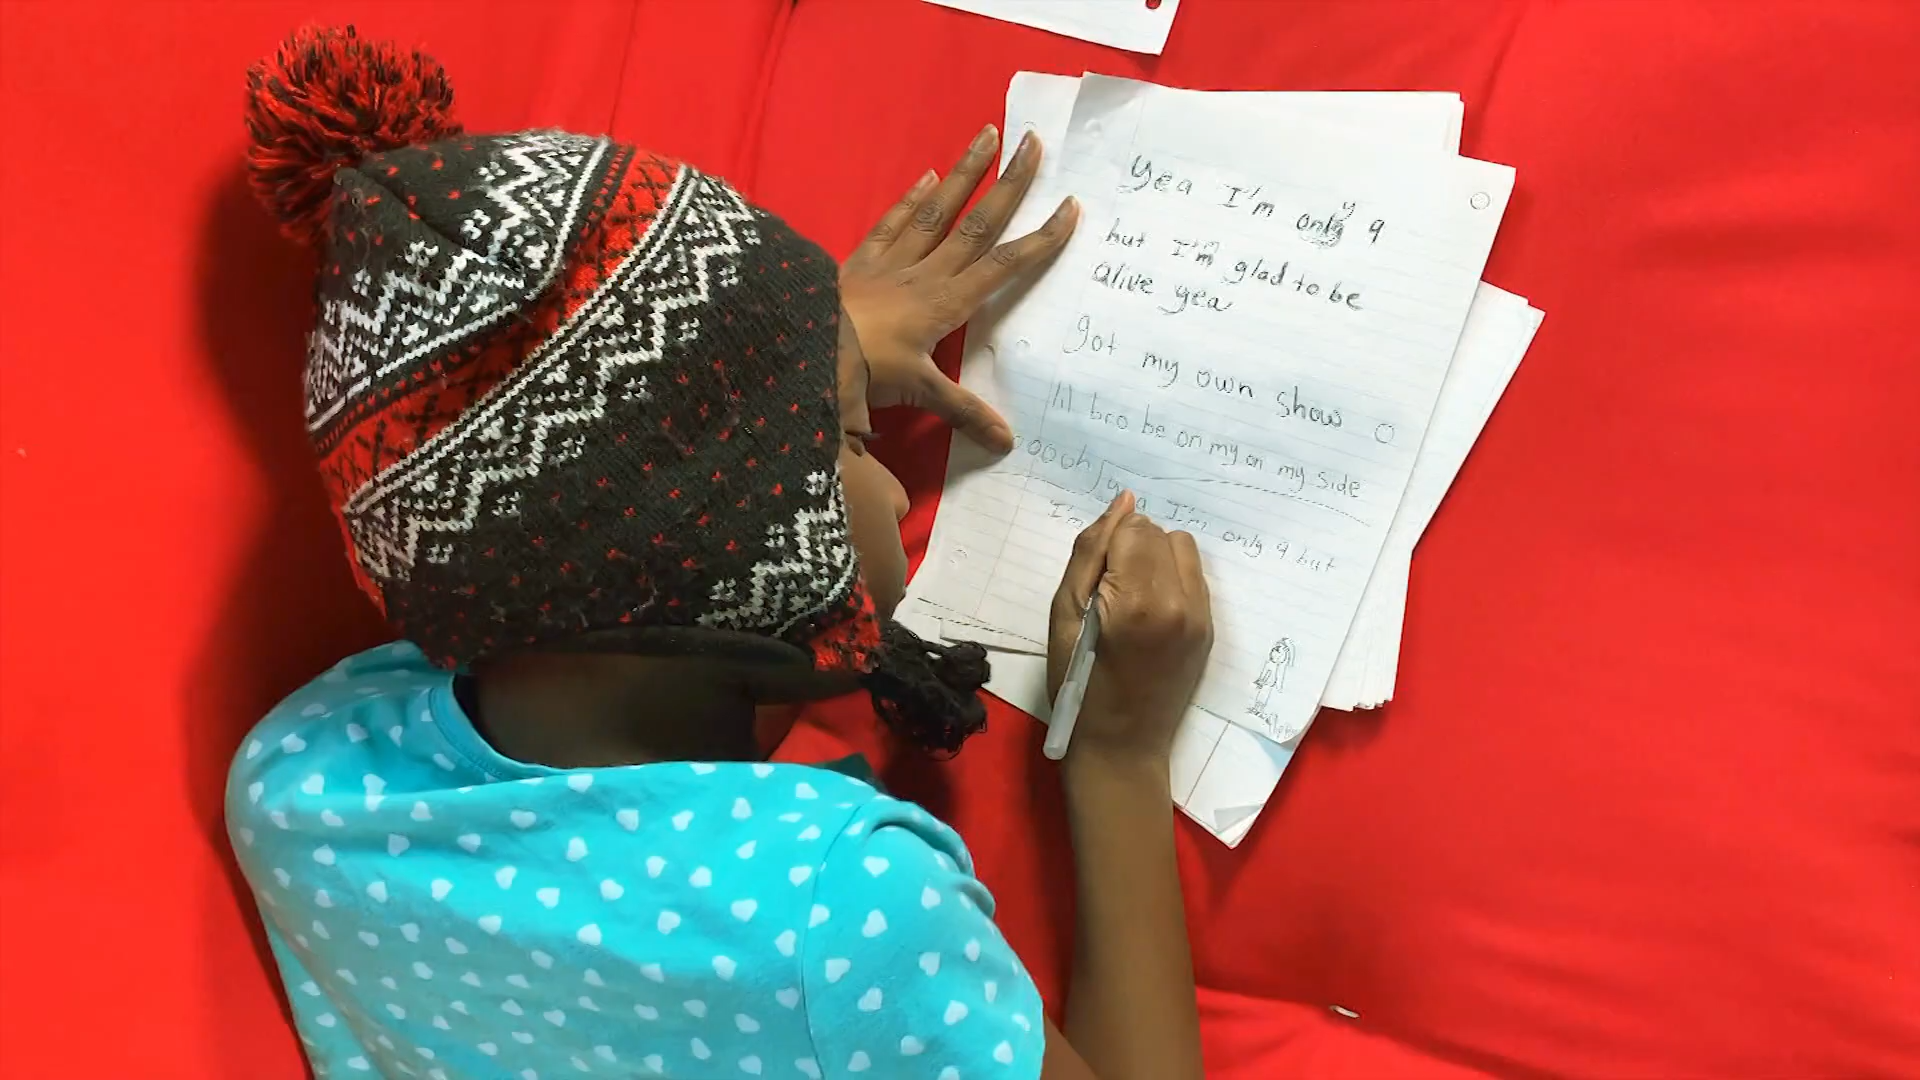 Yea I'm only 9
but I'm glad to be
alive yea
got my own show
lil bro be on my on my side
oooh yea I'm only 9 but
I'm